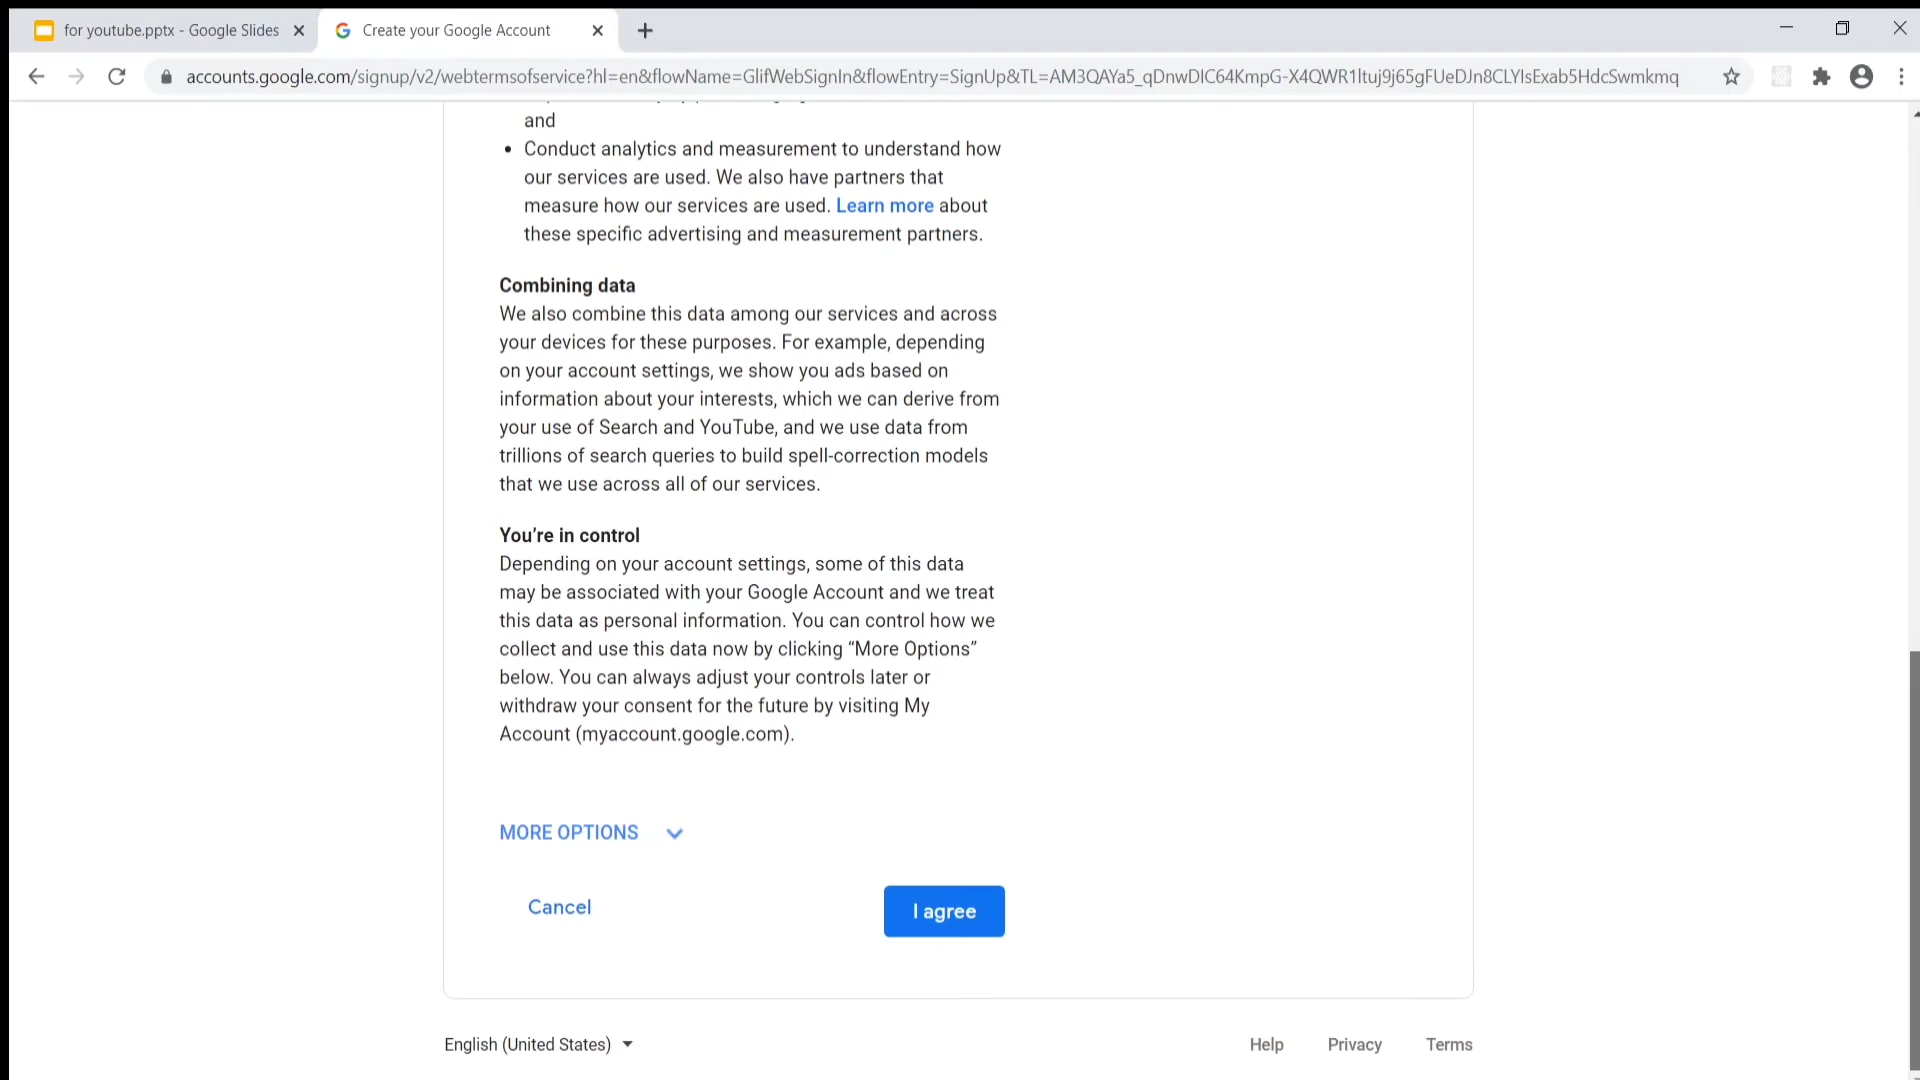 for youtube.pptx - Google Slides
Create your Google Account
accounts.google.com/signup/v2/webtermsofservice?hl=en&flowName=GlifWebSignIn&flowEntry=SignUp&TL=AM3QAYa5_qDnwDIC64KmpG-X4QWR1ltuj9j65gFUeDJn8CLYIsExab5HdcSwmkmq
and
• Conduct analytics and measurement to understand how
our services are used. We also have partners that
measure how our services are used. Learn more about
these specific advertising and measurement partners.
Combining data
We also combine this data among our services and across
your devices for these purposes. For example, depending
on your account settings, we show you ads based on
information about your interests, which we can derive from
your use of Search and YouTube, and we use data from
trillions of search queries to build spell-correction models
that we use across all of our services.
You're in control
Depending on your account settings, some of this data
may be associated with your Google Account and we treat
this data as personal information. You can control how we
collect and use this data now by clicking “More Options”
below. You can always adjust your controls later or
withdraw your consent for the future by visiting My
Account (myaccount.google.com).
MORE OPTIONS
Cancel
I agree
English (United States)
Help
Privacy
Terms